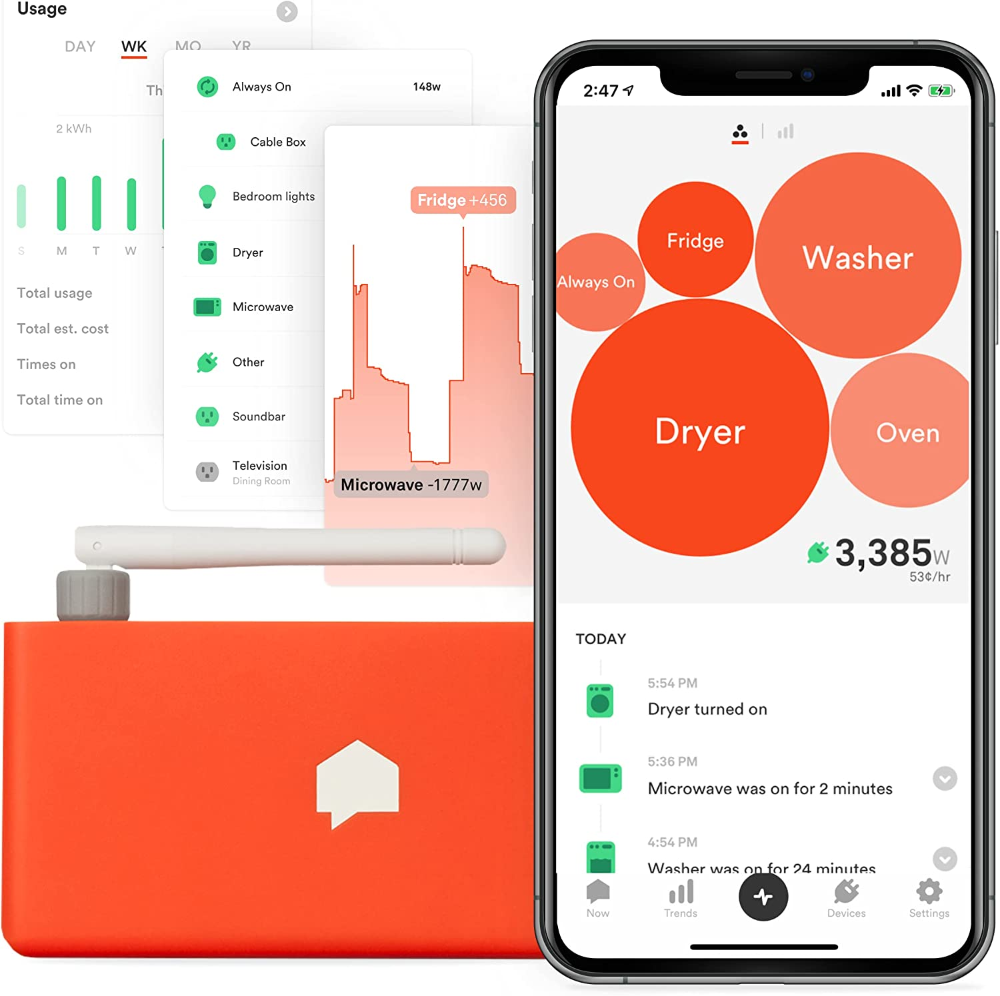 Usage
DAY WK MO YR
Th
2 kWh
S M T W
Total usage
Total est. cost
Times on
Total time on
Always On 148w
Cable Box
Bedroom lights
Dryer
Microwave
Other
Soundbar
Television
Dining Room
Fridge +456
Microwave -1777w
2:47
Fridge
Washer
Always On
Dryer
Oven
3,385w
53¢/hr
TODAY
5:54 PM
Dryer turned on
5:36 PM
Microwave was on for 2 minutes
4:54 PM
Washer was on for 24 minutes
Now Trends Devices Settings